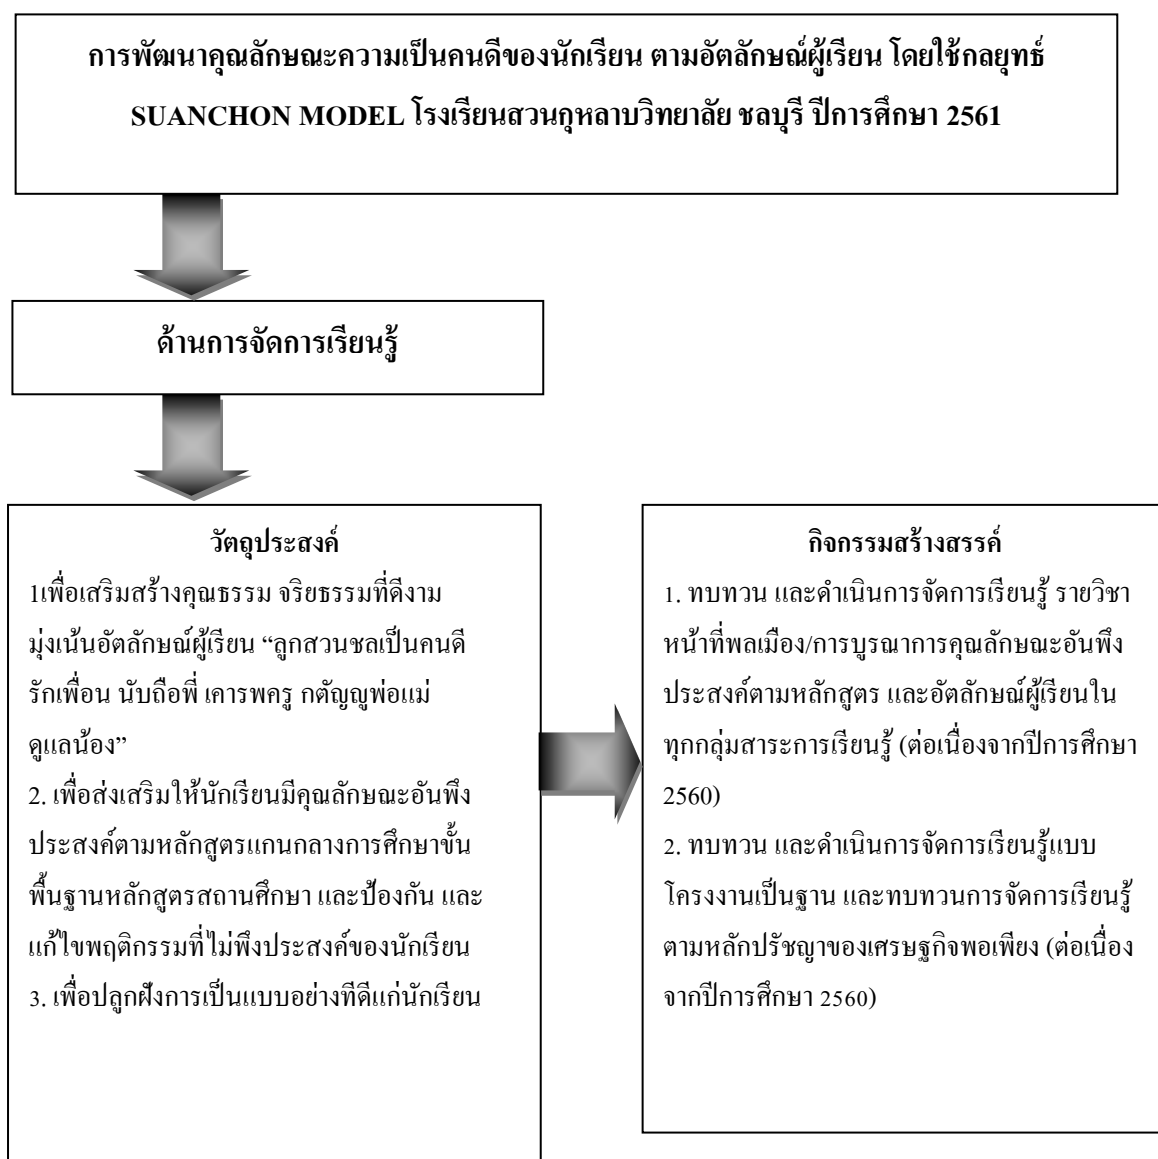 การพัฒนาคุณลักษณะความเป็นคนดีของนักเรียน ตามอัตลักษณ์ผู้เรียน โดยใช้กลยุทธ์
SUANCHON MODEL โรงเรียนสวนกุหลาบวิทยาลัย ชลบุรี ปีการศึกษา 2561
ด้านการจัดการเรียนรู้
วัตถุประสงค์
1เพื่อเสริมสร้างคุณธรรม จริยธรรมที่ดีงาม
มุ่งเน้นอัตลักษณ์ผู้เรียน “ลูกสวนชลเป็นคนดี
รักเพื่อน นับถือพี่ เคารพครู กตัญญูพ่อแม่
ดูแลน้อง”
2. เพื่อส่งเสริมให้นักเรียนมีคุณลักษณะอันพึง
ประสงค์ตามหลักสูตรแกนกลางการศึกษาขั้น
พื้นฐานหลักสูตรสถานศึกษา และป้องกัน และ
แก้ไขพฤติกรรมที่ไม่พึงประสงค์ของนักเรียน
3. เพื่อปลูกฝังการเป็นแบบอย่างทีดีแก่นักเรียน
กิจกรรมสร้างสรรค์
1. ทบทวน และดำเนินการจัดการเรียนรู้ รายวิชา
หน้าที่พลเมือง/การบูรณาการคุณลักษณะอันพึง
ประสงค์ตามหลักสูตร และอัตลักษณ์ผู้เรียนใน
ทุกกลุ่มสาระการเรียนรู้ (ต่อเนื่องจากปีการศึกษา
2560)
2. ทบทวน และดำเนินการจัดการเรียนรู้แบบ
โครงงานเป็นฐาน และทบทวนการจัดการเรียนรู้
ตามหลักปรัชญาของเศรษฐกิจพอเพียง (ต่อเนื่อง
จากปีการศึกษา 2560)